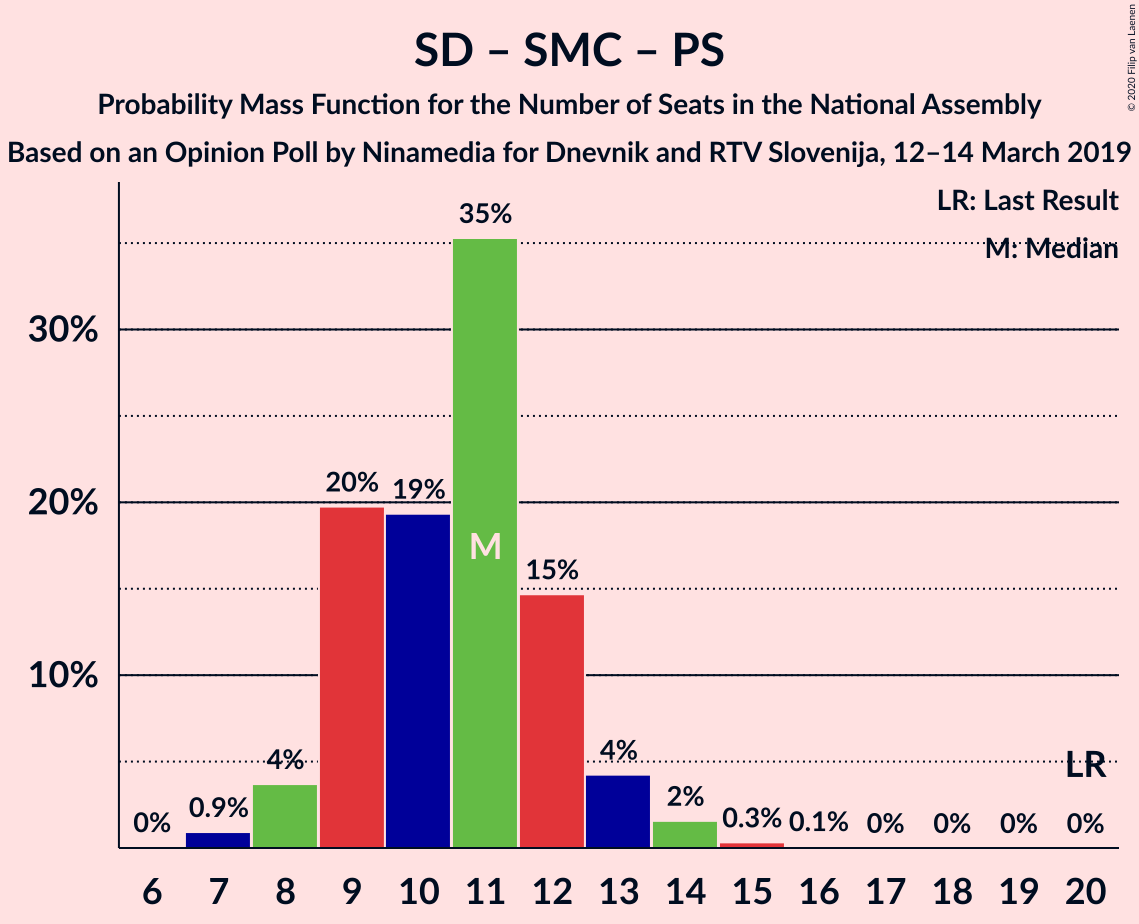 SD – SMC – PS
Probability Mass Function for the Number of Seats in the National Assembly
Based on an Opinion Poll by Ninamedia for Dnevnik and RTV Slovenija, 12–14 March 2019
© 2020 Filip van Laenen
LR: Last Result
M: Median
35%
30%
20%
20%
19%
M
15%
10%
4%
4%
LR
0%
0.9%
2%
0.3%
0.1%
0%
0%
0%
0%
6 7 8 9 10 11 12 13 14 15 16 17 18 19 20